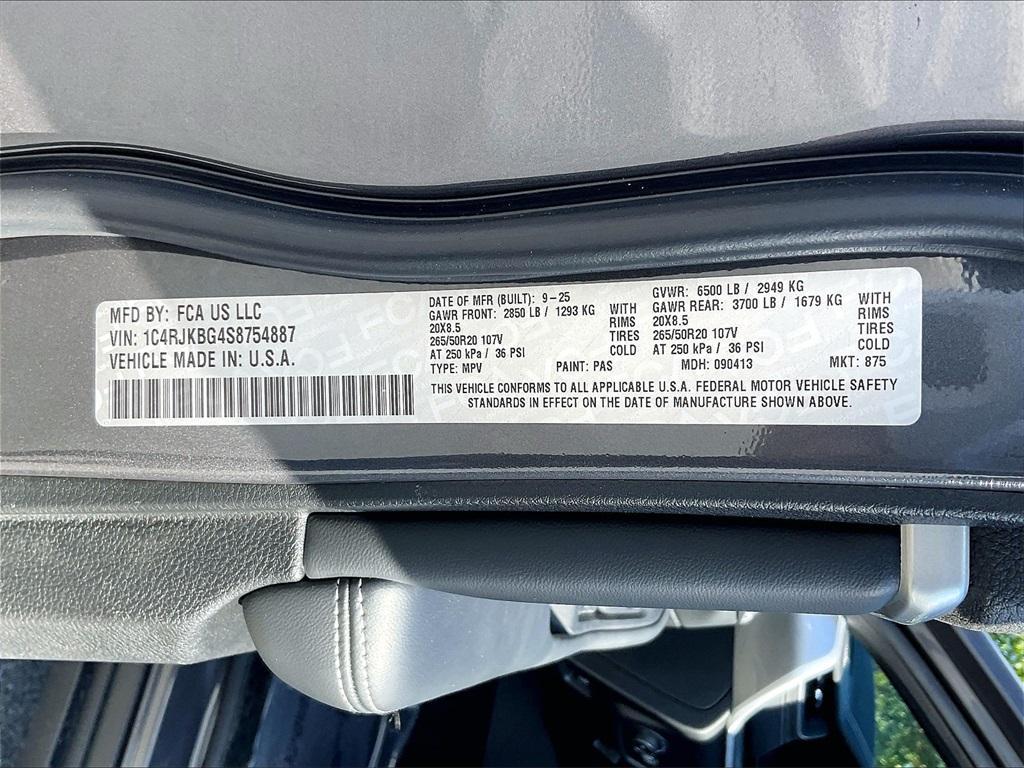 MFD BY: FCA US LLC
VIN: 1C4RJKBG4S8754887
VEHICLE MADE IN: U.S.A.
DATE OF MFR (BUILT): 9-25
GAWR FRONT: 2850 LB / 1293 KG WITH
20X8.5 RIMS
265/50R20 107V TIRES
AT 250 kPa / 36 PSI COLD
TYPE: MPV PAINT: PAS MDH: 090413 MKT: 875
GVWR: 6500 LB / 2949 KG
GAWR REAR: 3700 LB / 1679 KG WITH
20X8.5 RIMS
265/50R20 107V TIRES
AT 250 kPa / 36 PSI COLD
THIS VEHICLE CONFORMS TO ALL APPLICABLE U.S.A. FEDERAL MOTOR VEHICLE SAFETY
STANDARDS IN EFFECT ON THE DATE OF MANUFACTURE SHOWN ABOVE.